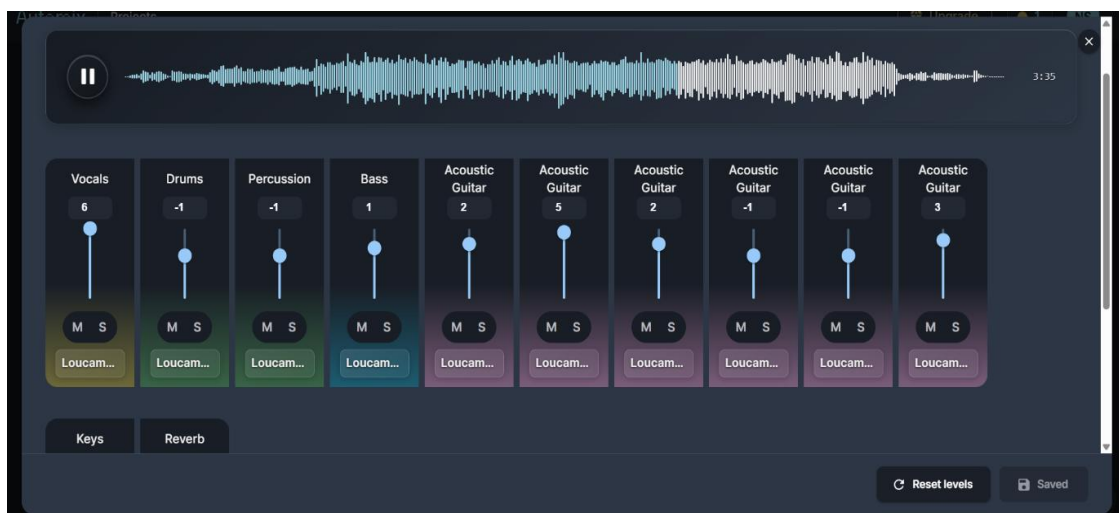 Projects
Upgrade
3:35
Vocals
Drums
Percussion
Bass
Acoustic Guitar
Acoustic Guitar
Acoustic Guitar
Acoustic Guitar
Acoustic Guitar
Acoustic Guitar
6
-1
-1
1
2
5
2
-1
-1
3
M S
M S
M S
M S
M S
M S
M S
M S
M S
M S
Loucam...
Loucam...
Loucam...
Loucam...
Loucam...
Loucam...
Loucam...
Loucam...
Loucam...
Loucam...
Keys
Reverb
Reset levels
Saved